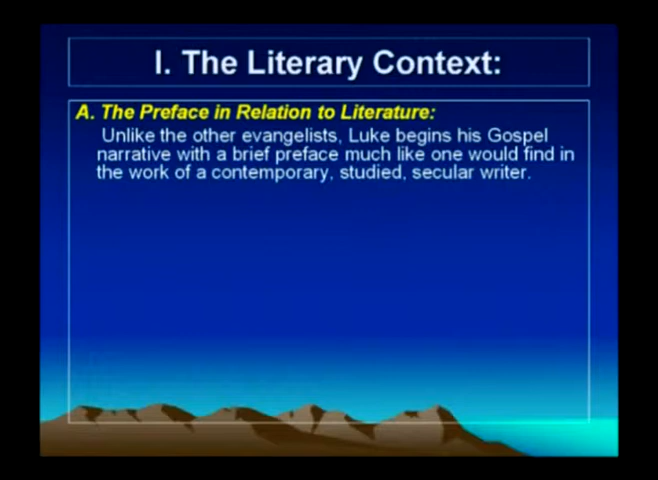 I. The Literary Context:
A. The Preface in Relation to Literature:
Unlike the other evangelists, Luke begins his Gospel
narrative with a brief preface much like one would find in
the work of a contemporary, studied, secular writer.